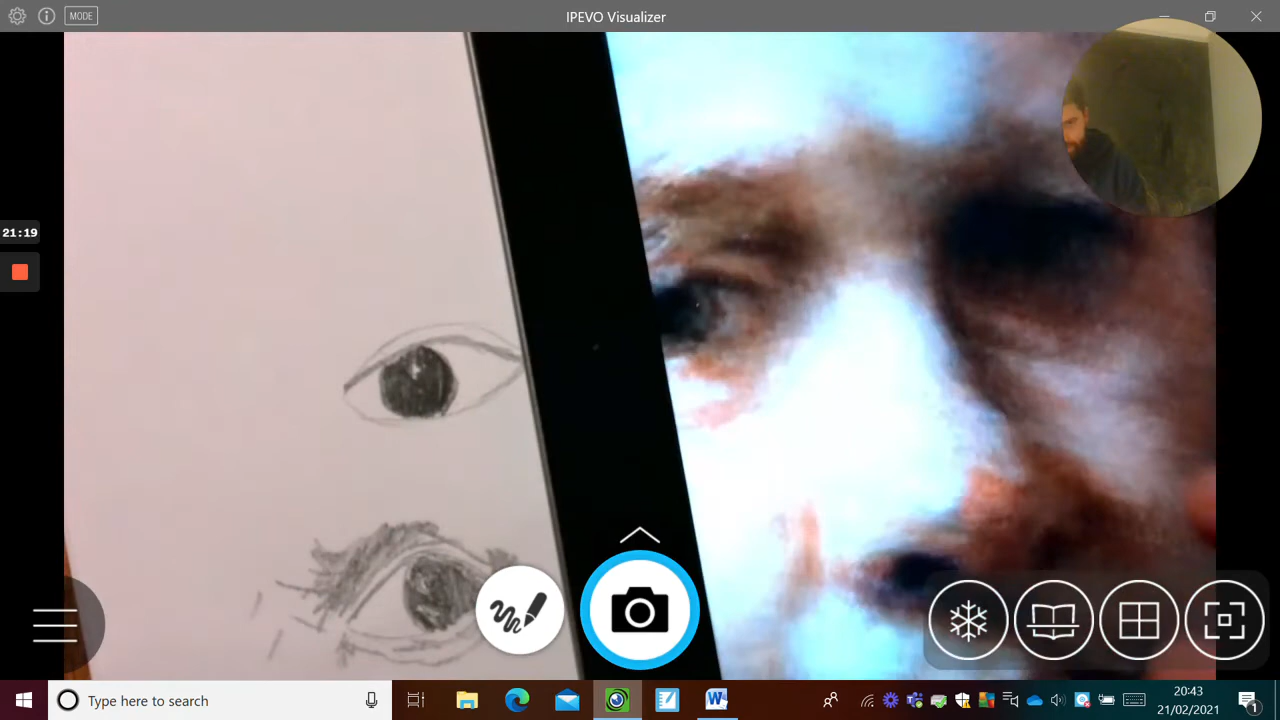 MODE
IPEVO Visualizer
21:19
Type here to search
20:43
21/02/2021
1